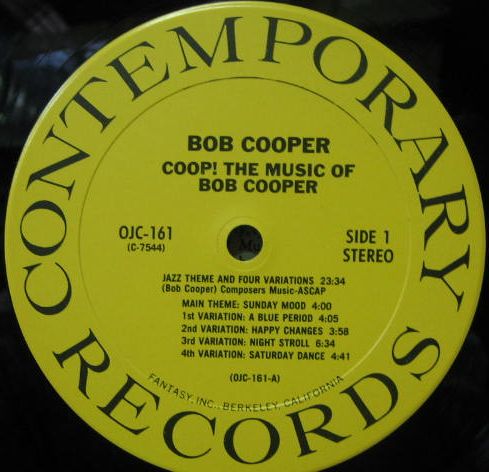 CONTEMPORARY
RECORDS
BOB COOPER
COOP! THE MUSIC OF
BOB COOPER
OJC-161
(C-7544)
SIDE 1
STEREO
JAZZ THEME AND FOUR VARIATIONS 23:34
(Bob Cooper) Composers Music-ASCAP
MAIN THEME: SUNDAY MOOD 4:00
1st VARIATION: A BLUE PERIOD 4:05
2nd VARIATION: HAPPY CHANGES 3:58
3rd VARIATION: NIGHT STROLL 6:34
4th VARIATION: SATURDAY DANCE 4:41
(OJC-161-A)
FANTASY, INC., BERKELEY, CALIFORNIA